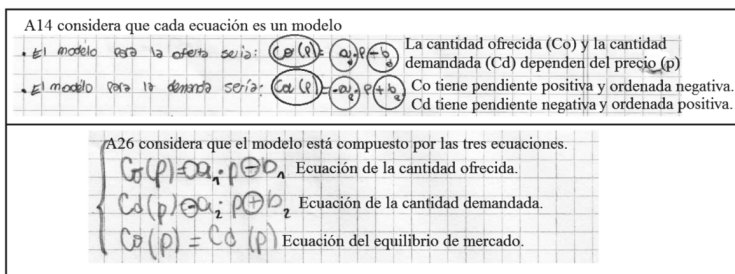 A14 considera que cada ecuación es un modelo
• El modelo para la oferta sería: Co(p) = a₁.p - b₁ La cantidad ofrecida (Co) y la cantidad
demandada (Cd) dependen del precio (p)
• El modelo para la demanda sería: Cd(p) = -a₂.p + b₂ Co tiene pendiente positiva y ordenada negativa.
Cd tiene pendiente negativa y ordenada positiva.
A26 considera que el modelo está compuesto por las tres ecuaciones.
Co(p) = a₁.p - b₁ Ecuación de la cantidad ofrecida.
Cd(p) = -a₂.p + b₂ Ecuación de la cantidad demandada.
Co(p) = Cd(p) Ecuación del equilibrio de mercado.